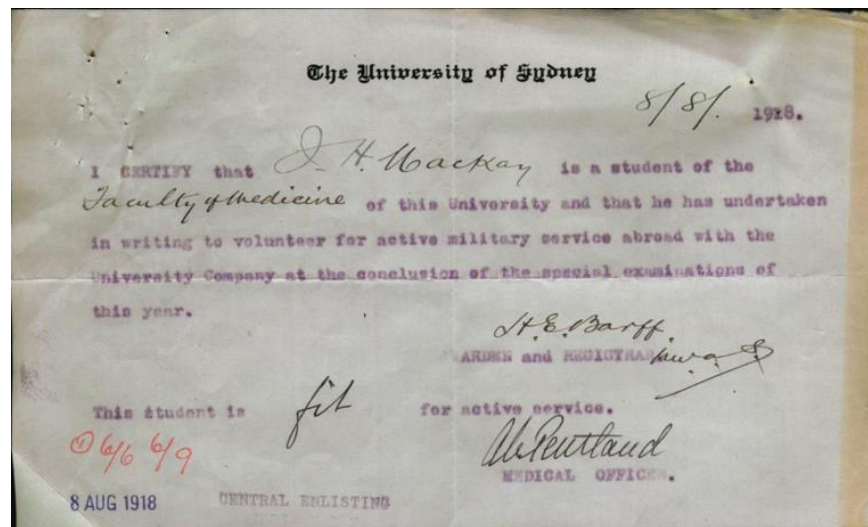 The University of Sydney
8/8/. 1918.
I CERTIFY that J. H. Mackay is a student of the
Faculty of Medicine of this University and that he has undertaken
in writing to volunteer for active military service abroad with the
University Company at the conclusion of the special examinations of
this year.
H. E. Barff.
WARDEN and REGISTRAR
This student is fit for active service.
MEDICAL OFFICER.
① 6/6 6/9
8 AUG 1918 CENTRAL ENLISTING